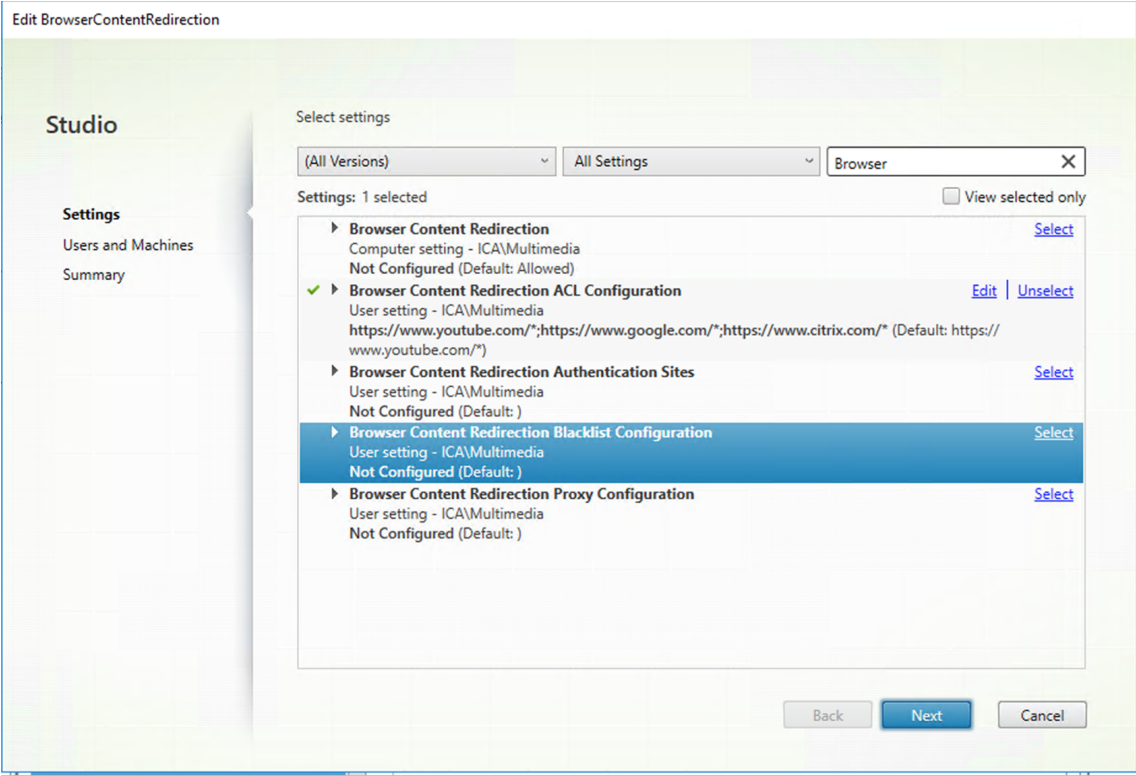 Edit BrowserContentRedirection
Studio
Settings
Users and Machines
Summary
Select settings
(All Versions)
All Settings
Browser
Settings: 1 selected
View selected only
Browser Content Redirection
Select
Computer setting - ICA\Multimedia
Not Configured (Default: Allowed)
Browser Content Redirection ACL Configuration
Edit | Unselect
User setting - ICA\Multimedia
https://www.youtube.com/*;https://www.google.com/*;https://www.citrix.com/* (Default: https://
www.youtube.com/*)
Browser Content Redirection Authentication Sites
Select
User setting - ICA\Multimedia
Not Configured (Default: )
Browser Content Redirection Blacklist Configuration
Select
User setting - ICA\Multimedia
Not Configured (Default: )
Browser Content Redirection Proxy Configuration
Select
User setting - ICA\Multimedia
Not Configured (Default: )
Back
Next
Cancel